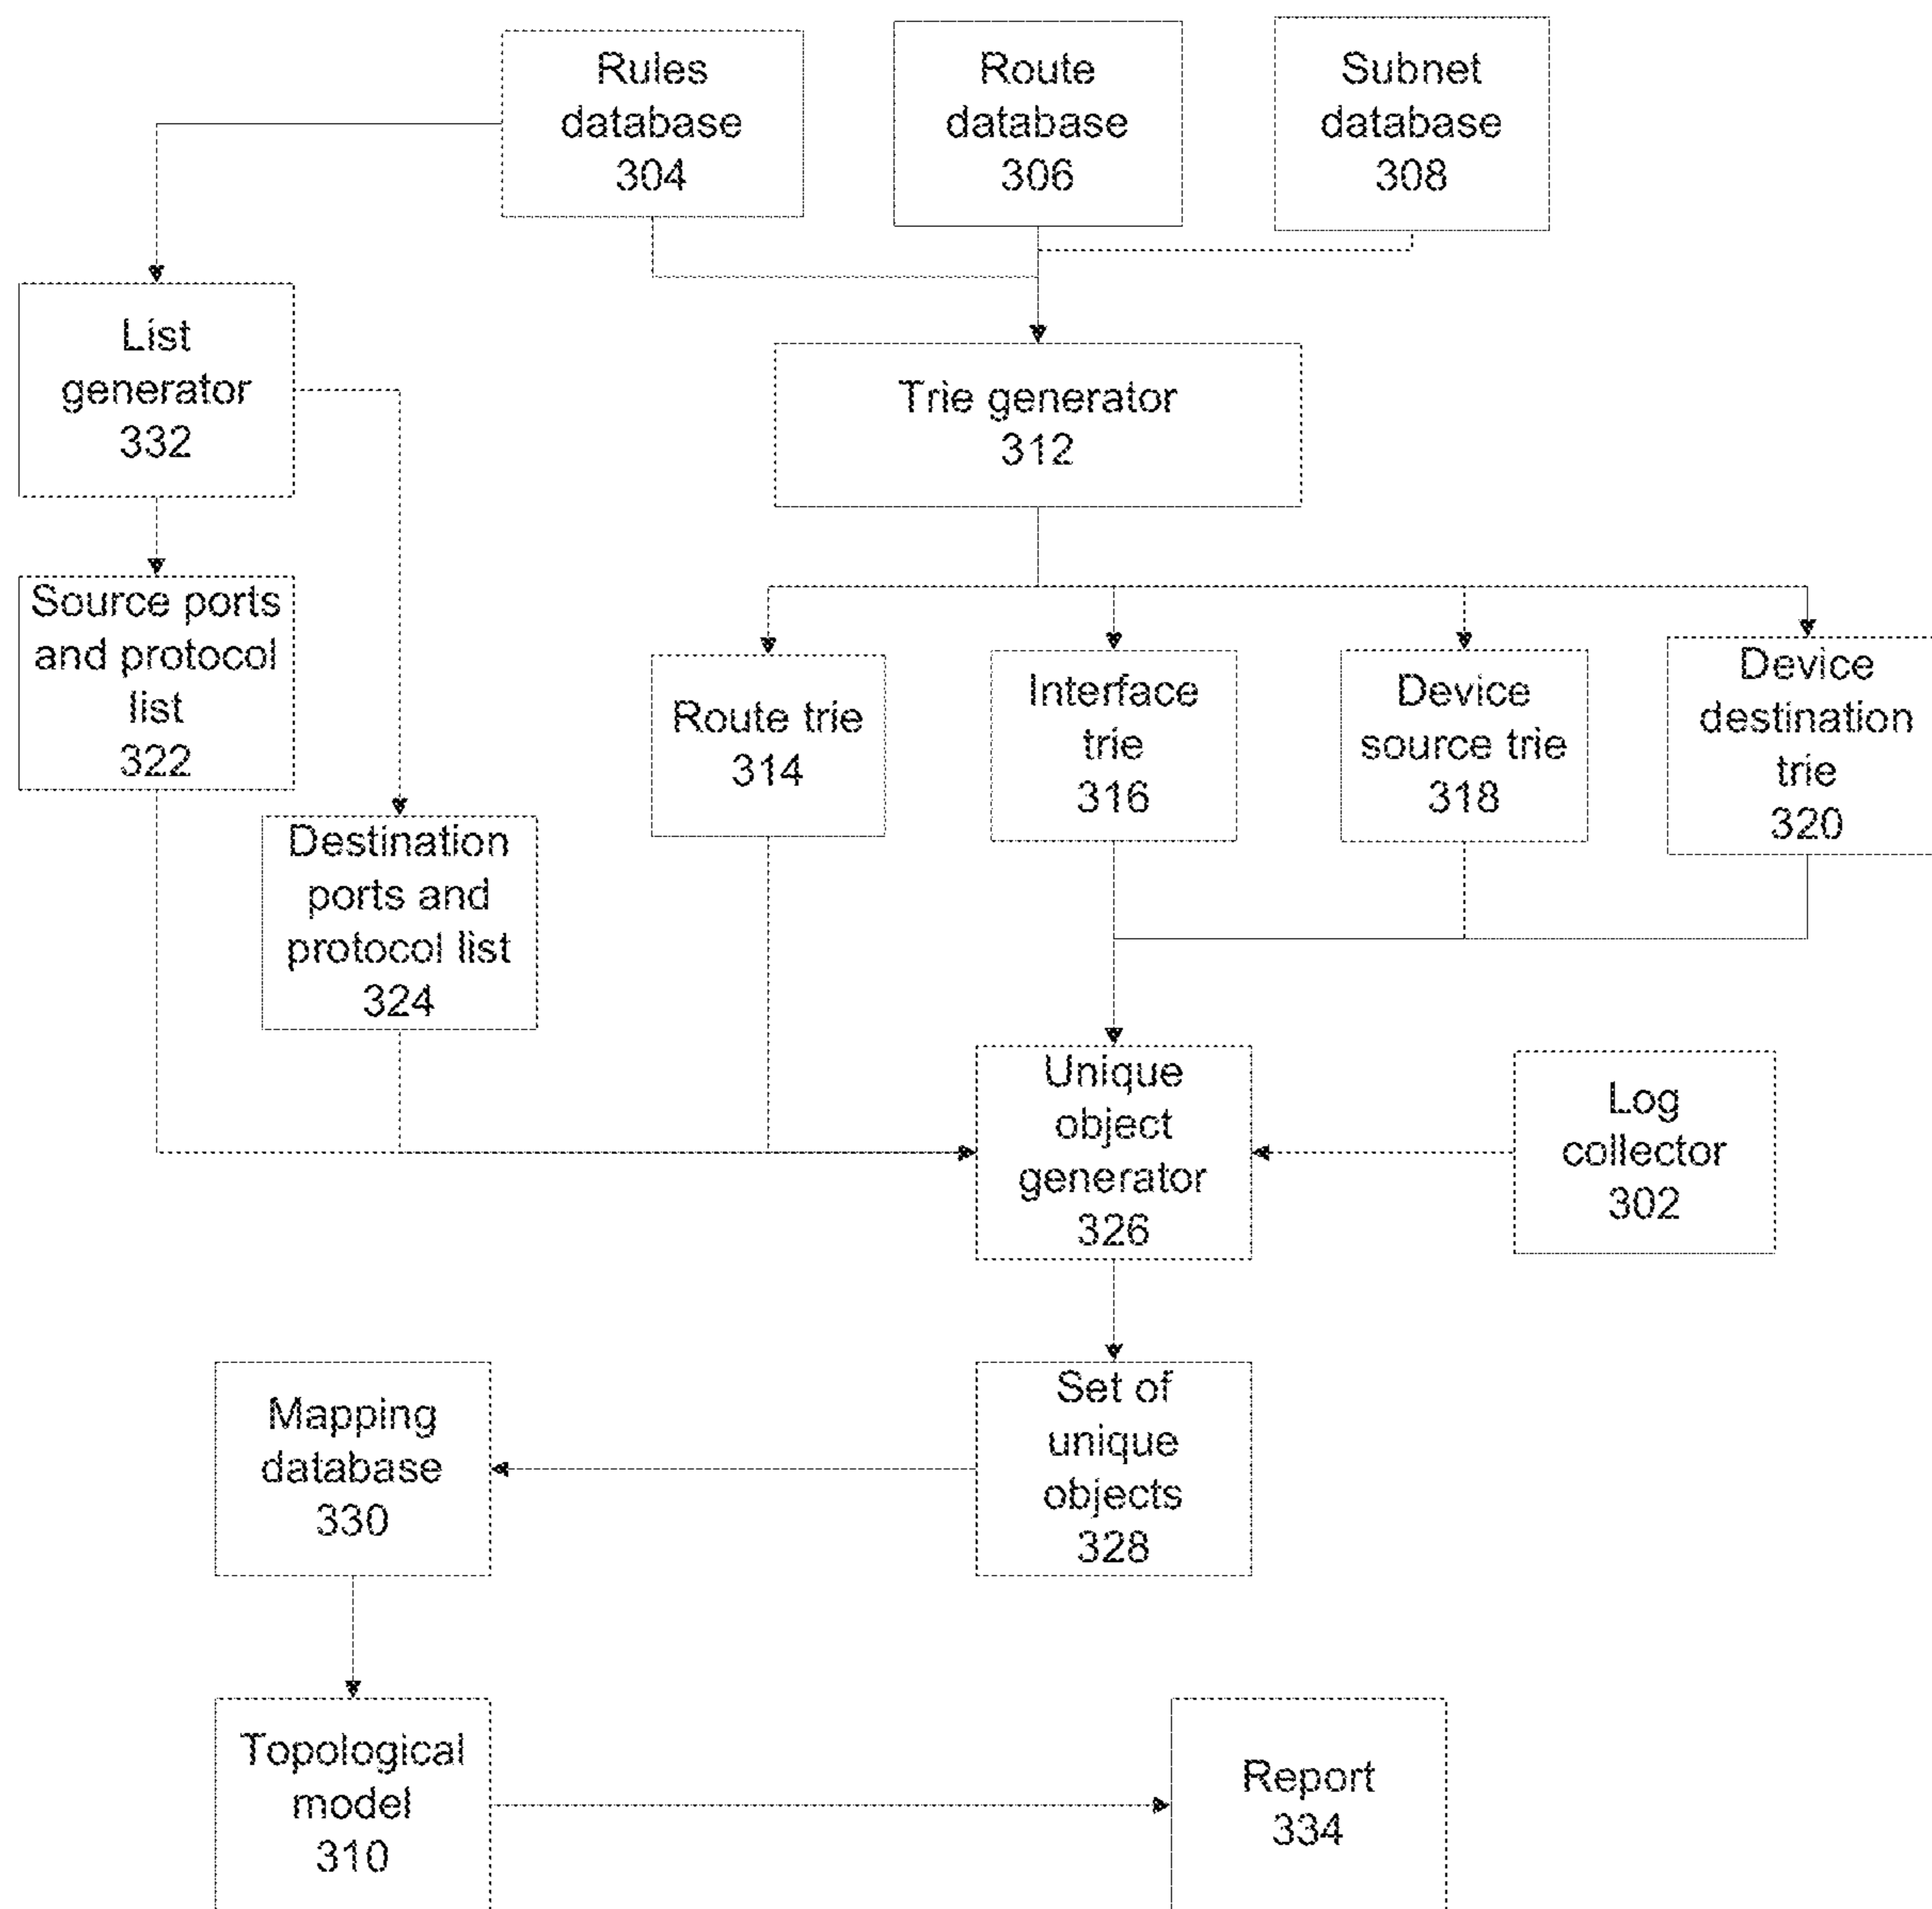 Rules
database
304
Route
database
306
Subnet
database
308
List
generator
332
Trie generator
312
Source ports
and protocol
list
322
Route trie
314
Interface
trie
316
Device
source trie
318
Device
destination
trie
320
Destination
ports and
protocol list
324
Unique
object
generator
326
Log
collector
302
Mapping
database
330
Set of
unique
objects
328
Topological
model
310
Report
334